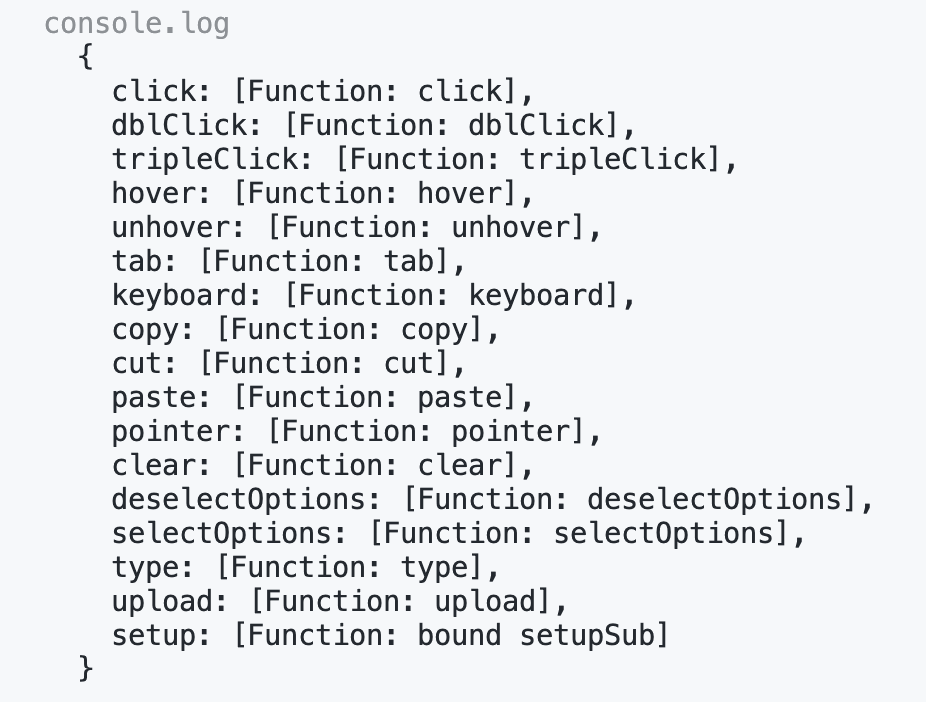 console.log
{
click: [Function: click],
dblClick: [Function: dblClick],
tripleClick: [Function: tripleClick],
hover: [Function: hover],
unhover: [Function: unhover],
tab: [Function: tab],
keyboard: [Function: keyboard],
copy: [Function: copy],
cut: [Function: cut],
paste: [Function: paste],
pointer: [Function: pointer],
clear: [Function: clear],
deselectOptions: [Function: deselectOptions],
selectOptions: [Function: selectOptions],
type: [Function: type],
upload: [Function: upload],
setup: [Function: bound setupSub]
}